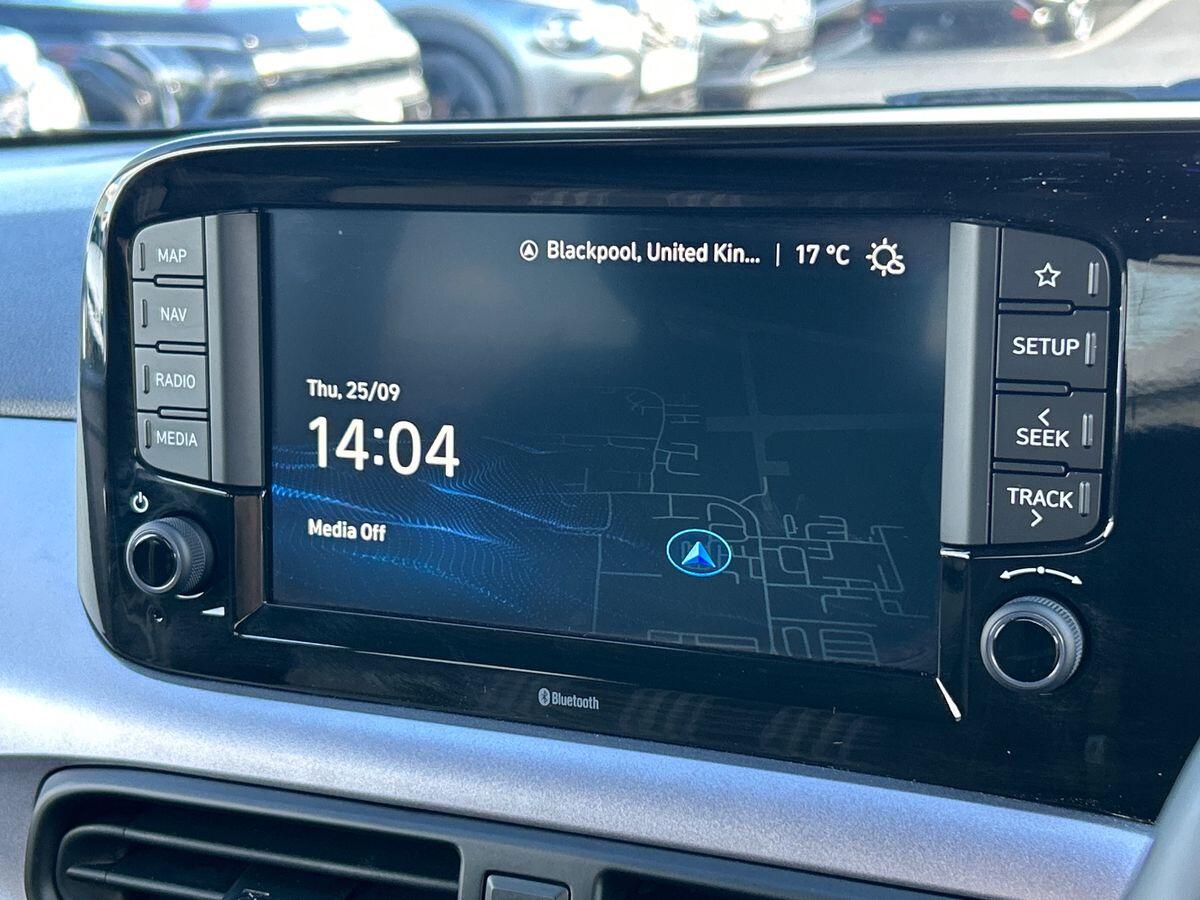 MAP
NAV
RADIO
MEDIA
Blackpool, United Kin... | 17 °C
Thu, 25/09
14:04
Media Off
SETUP
< SEEK
TRACK >
Bluetooth